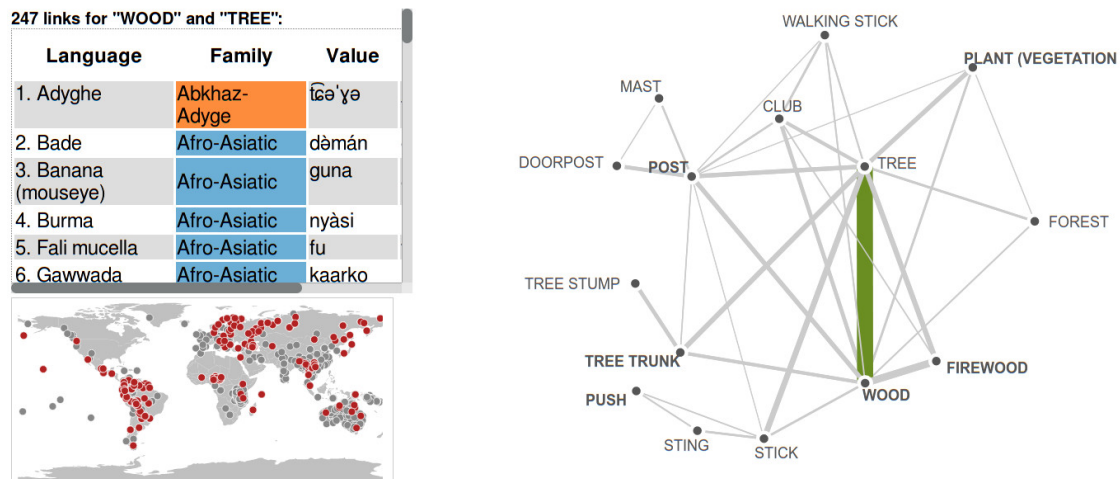 247 links for "WOOD" and "TREE":
Language Family Value
1. Adyghe Abkhaz-
Adyge
2. Bade Afro-Asiatic də̀mán
3. Banana
(mouseye) Afro-Asiatic guna
4. Burma Afro-Asiatic nyàsi
5. Fali mucella Afro-Asiatic fu
6. Gawwada Afro-Asiatic kaarko
WALKING STICK
PLANT (VEGETATION
MAST
CLUB
DOORPOST
POST
TREE
FOREST
TREE STUMP
TREE TRUNK
FIREWOOD
PUSH
WOOD
STING
STICK